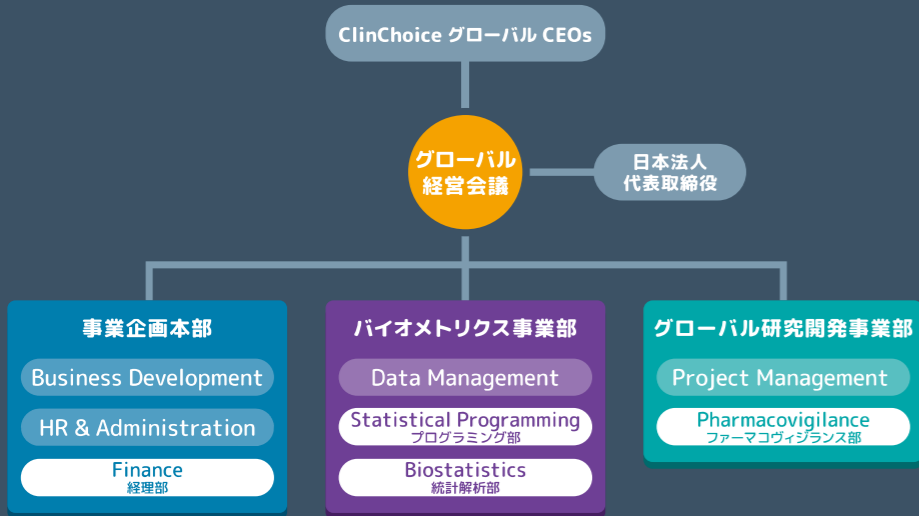 ClinChoice グローバル CEOs
グローバル
経営会議
日本法人
代表取締役
事業企画本部
Business Development
HR & Administration
Finance
経理部
バイオメトリクス事業部
Data Management
Statistical Programming
プログラミング部
Biostatistics
統計解析部
グローバル研究開発事業部
Project Management
Pharmacovigilance
ファーマコヴィジランス部